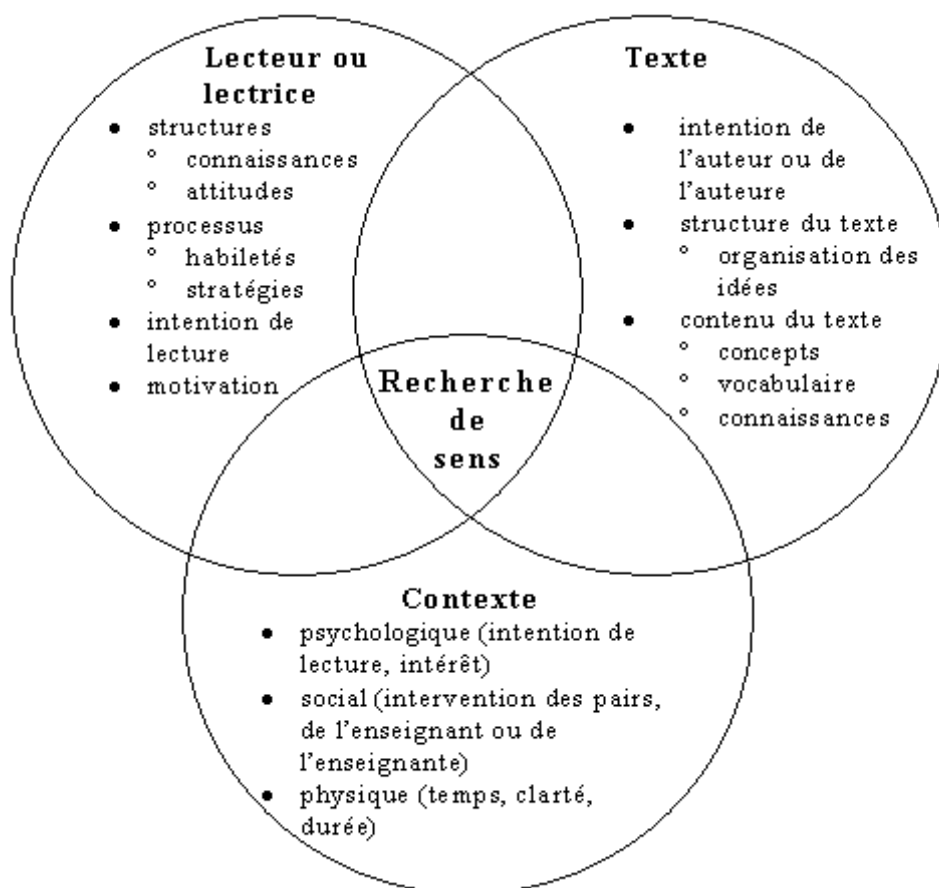 Lecteur ou
lectrice
● structures
° connaissances
° attitudes
● processus
° habiletés
° stratégies
● intention de
lecture
● motivation
Texte
● intention de
l'auteur ou de
l'auteure
● structure du texte
° organisation des
idées
● contenu du texte
° concepts
° vocabulaire
° connaissances
Recherche
de
sens
Contexte
● psychologique (intention de
lecture, intérêt)
● social (intervention des pairs,
de l'enseignant ou de
l'enseignante)
● physique (temps, clarté,
durée)